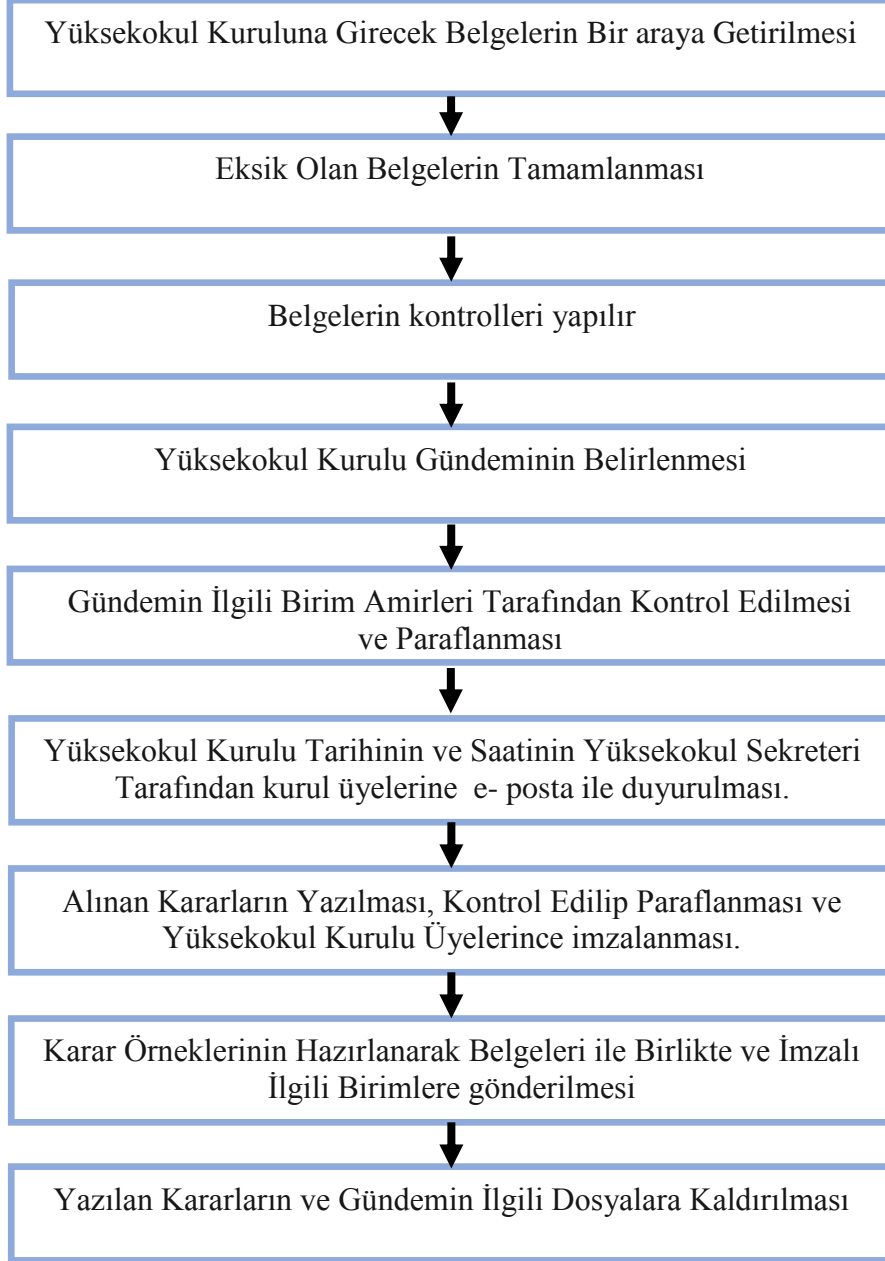 Yüksekokul Kuruluna Girecek Belgelerin Bir araya Getirilmesi
Eksik Olan Belgelerin Tamamlanması
Belgelerin kontrolleri yapılır
Yüksekokul Kurulu Gündeminin Belirlenmesi
Gündemin İlgili Birim Amirleri Tarafından Kontrol Edilmesi
ve Paraflanması
Yüksekokul Kurulu Tarihinin ve Saatinin Yüksekokul Sekreteri
Tarafından kurul üyelerine e- posta ile duyurulması.
Alınan Kararların Yazılması, Kontrol Edilip Paraflanması ve
Yüksekokul Kurulu Üyelerince imzalanması.
Karar Örneklerinin Hazırlanarak Belgeleri ile Birlikte ve İmzalı
İlgili Birimlere gönderilmesi
Yazılan Kararların ve Gündemin İlgili Dosyalara Kaldırılması